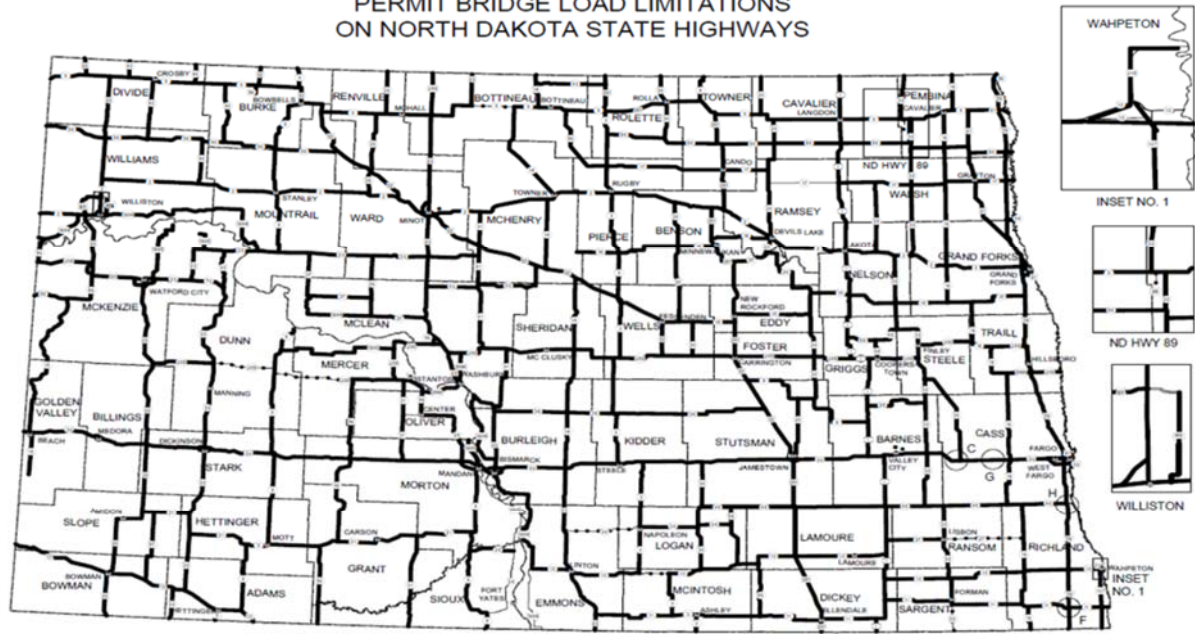 PERMIT BRIDGE LOAD LIMITATIONS
ON NORTH DAKOTA STATE HIGHWAYS
WAHPETON
INSET NO. 1
ND HWY 89
WILLISTON
CROSBY
DIVIDE
BOWBELLS
BURKE
RENVILLE
MOHALL
BOTTINEAU
BOTTINEAU
ROLLA
ROLETTE
TOWNER
CAVALIER
LANGDON
PEMBINA
CAVALIER
ND HWY 89
CANDO
WILLIAMS
WILLISTON
STANLEY
MOUNTRAIL
WARD
MINOT
TOWNER
MCHENRY
RUGBY
PIERCE
BENSON
MINNEWAUKAN
RAMSEY
DEVILS LAKE
WALSH
GRAFTON
LAKOTA
NELSON
GRAND FORKS
GRAND
FORKS
MCKENZIE
WATFORD CITY
DUNN
MANNING
MCLEAN
MERCER
STANTON
WASHBURN
SHERIDAN
MC CLUSKY
WELLS
FESSENDEN
NEW
ROCKFORD
EDDY
FOSTER
CARRINGTON
GRIGGS
COOPERS
TOWN
FINLEY
STEELE
TRAILL
HILLSBORO
GOLDEN
VALLEY
BEACH
BILLINGS
MEDORA
DICKINSON
STARK
CENTER
OLIVER
MANDAN
MORTON
BURLEIGH
BISMARCK
KIDDER
STEELE
STUTSMAN
JAMESTOWN
BARNES
VALLEY
CITY
CASS
C
G
FARGO
WEST
FARGO
H
SLOPE
AMIDON
HETTINGER
MOTT
CARSON
GRANT
BOWMAN
BOWMAN
HETTINGER
ADAMS
SIOUX
FORT
YATES
LINTON
EMMONS
NAPOLEON
LOGAN
MCINTOSH
ASHLEY
LAMOURE
LAMOURE
DICKEY
ELLENDALE
LISBON
RANSOM
FORMAN
SARGENT
RICHLAND
WAHPETON
INSET
NO. 1
F